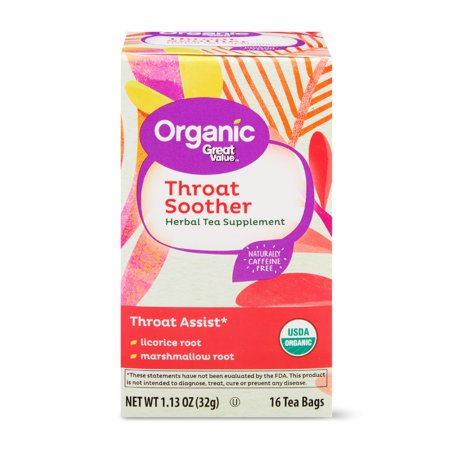 Throat
Organic
Great
Value™
Throat
Soother
Herbal Tea Supplement
NATURALLY
CAFFEINE
FREE
Throat Assist*
licorice root
marshmallow root
USDA
ORGANIC
*These statements have not been evaluated by the FDA. This product
is not intended to diagnose, treat, cure or prevent any disease.
NET WT 1.13 OZ (32g) U 16 Tea Bags